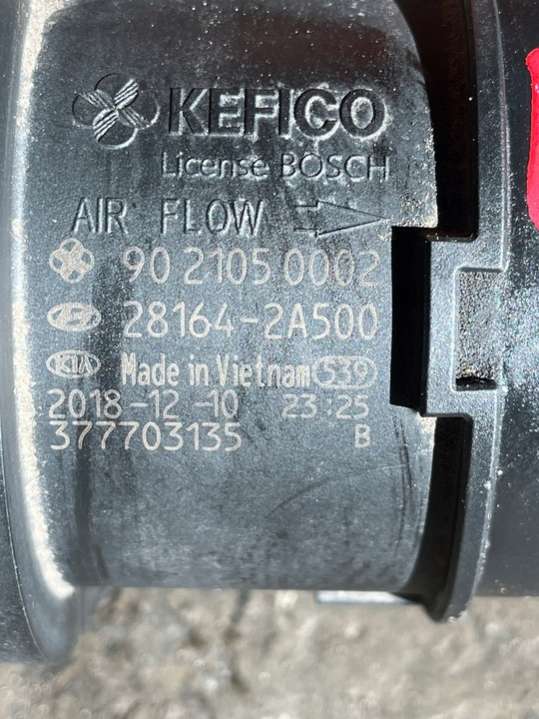 KEFICO
License BOSCH
AIR FLOW
90 2105 0002
28164-2A500
KIA Made in Vietnam 539
2018-12-10 23:25
377703135 B